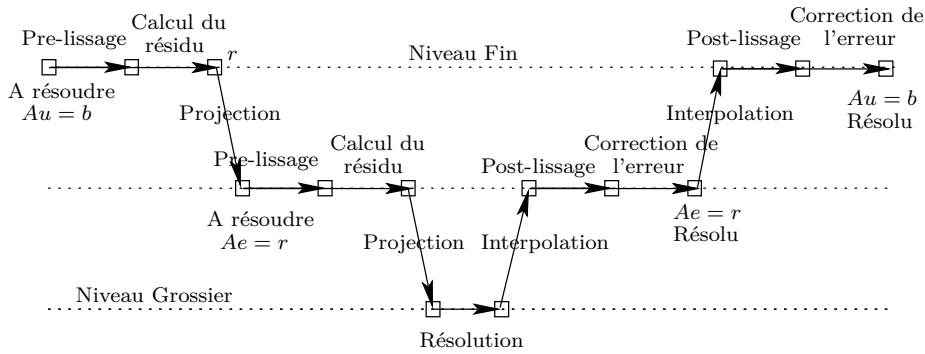 Pre-lissage
Calcul du
résidu
r
Niveau Fin
Post-lissage
Correction de
l'erreur
A résoudre
Au = b
Projection
Interpolation
Au = b
Résolu
Pre-lissage
Calcul du
résidu
Post-lissage
Correction de
l'erreur
A résoudre
Ae = r
Projection
Interpolation
Ae = r
Résolu
Niveau Grossier
Résolution